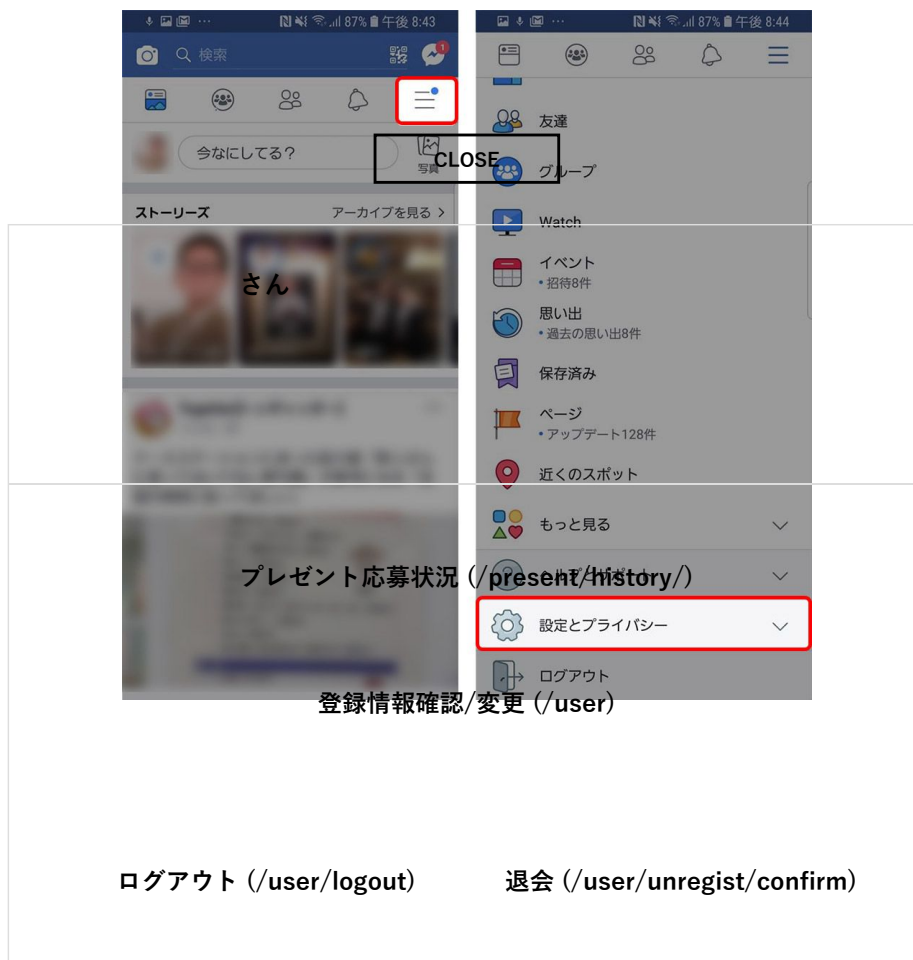 87% 午後 8:43
検索
1
今なにしてる?
写真
ストーリーズ
アーカイブを見る
87% 午後 8:44
友達
CLOSE
グループ
Watch
イベント
• 招待8件
さん
思い出
• 過去の思い出8件
保存済み
ページ
• アップデート128件
近くのスポット
もっと見る
プレゼント応募状況 (/present/history/)
設定とプライバシー
ログアウト
登録情報確認/変更 (/user)
ログアウト (/user/logout)
退会 (/user/unregist/confirm)